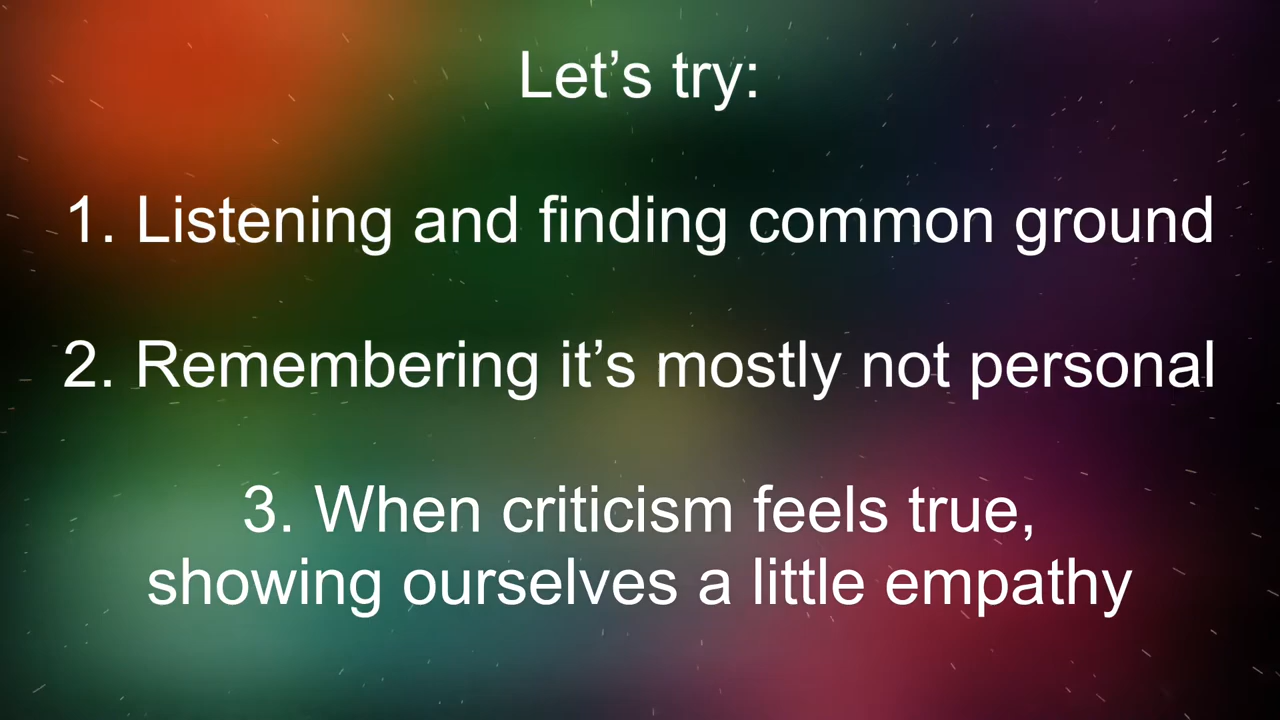 Let’s try:
1. Listening and finding common ground
2. Remembering it’s mostly not personal
3. When criticism feels true,
showing ourselves a little empathy